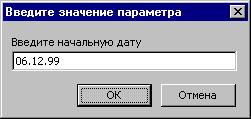 Введите значение параметра
Введите начальную дату
06.12.99
OK
Отмена